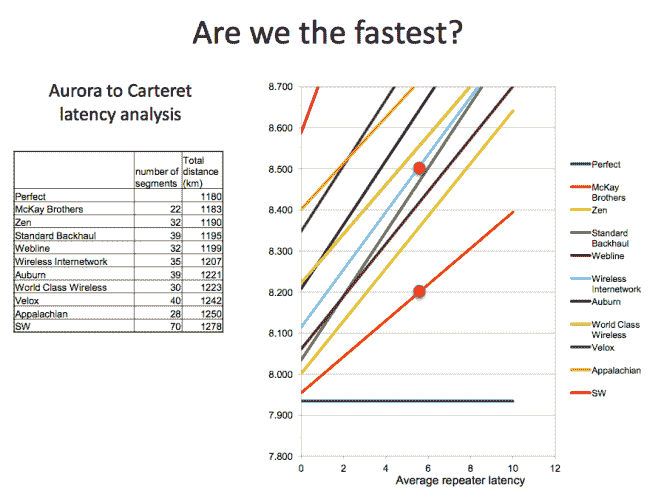 Are we the fastest?
Aurora to Carteret
latency analysis
number of segments Total distance (km)
Perfect 1180
McKay Brothers 22 1183
Zen 32 1190
Standard Backhaul 39 1195
Webline 32 1199
Wireless Internetwork 35 1207
Auburn 39 1221
World Class Wireless 30 1223
Velox 40 1242
Appalachian 28 1250
SW 70 1278
8.700
8.600
8.500
8.400
8.300
8.200
8.100
8.000
7.900
7.800
0 2 4 6 8 10 12
Average repeater latency
Perfect
McKay
Brothers
Zen
Standard
Backhaul
Webline
Wireless
Internetwork
Auburn
World Class
Wireless
Velox
Appalachian
SW